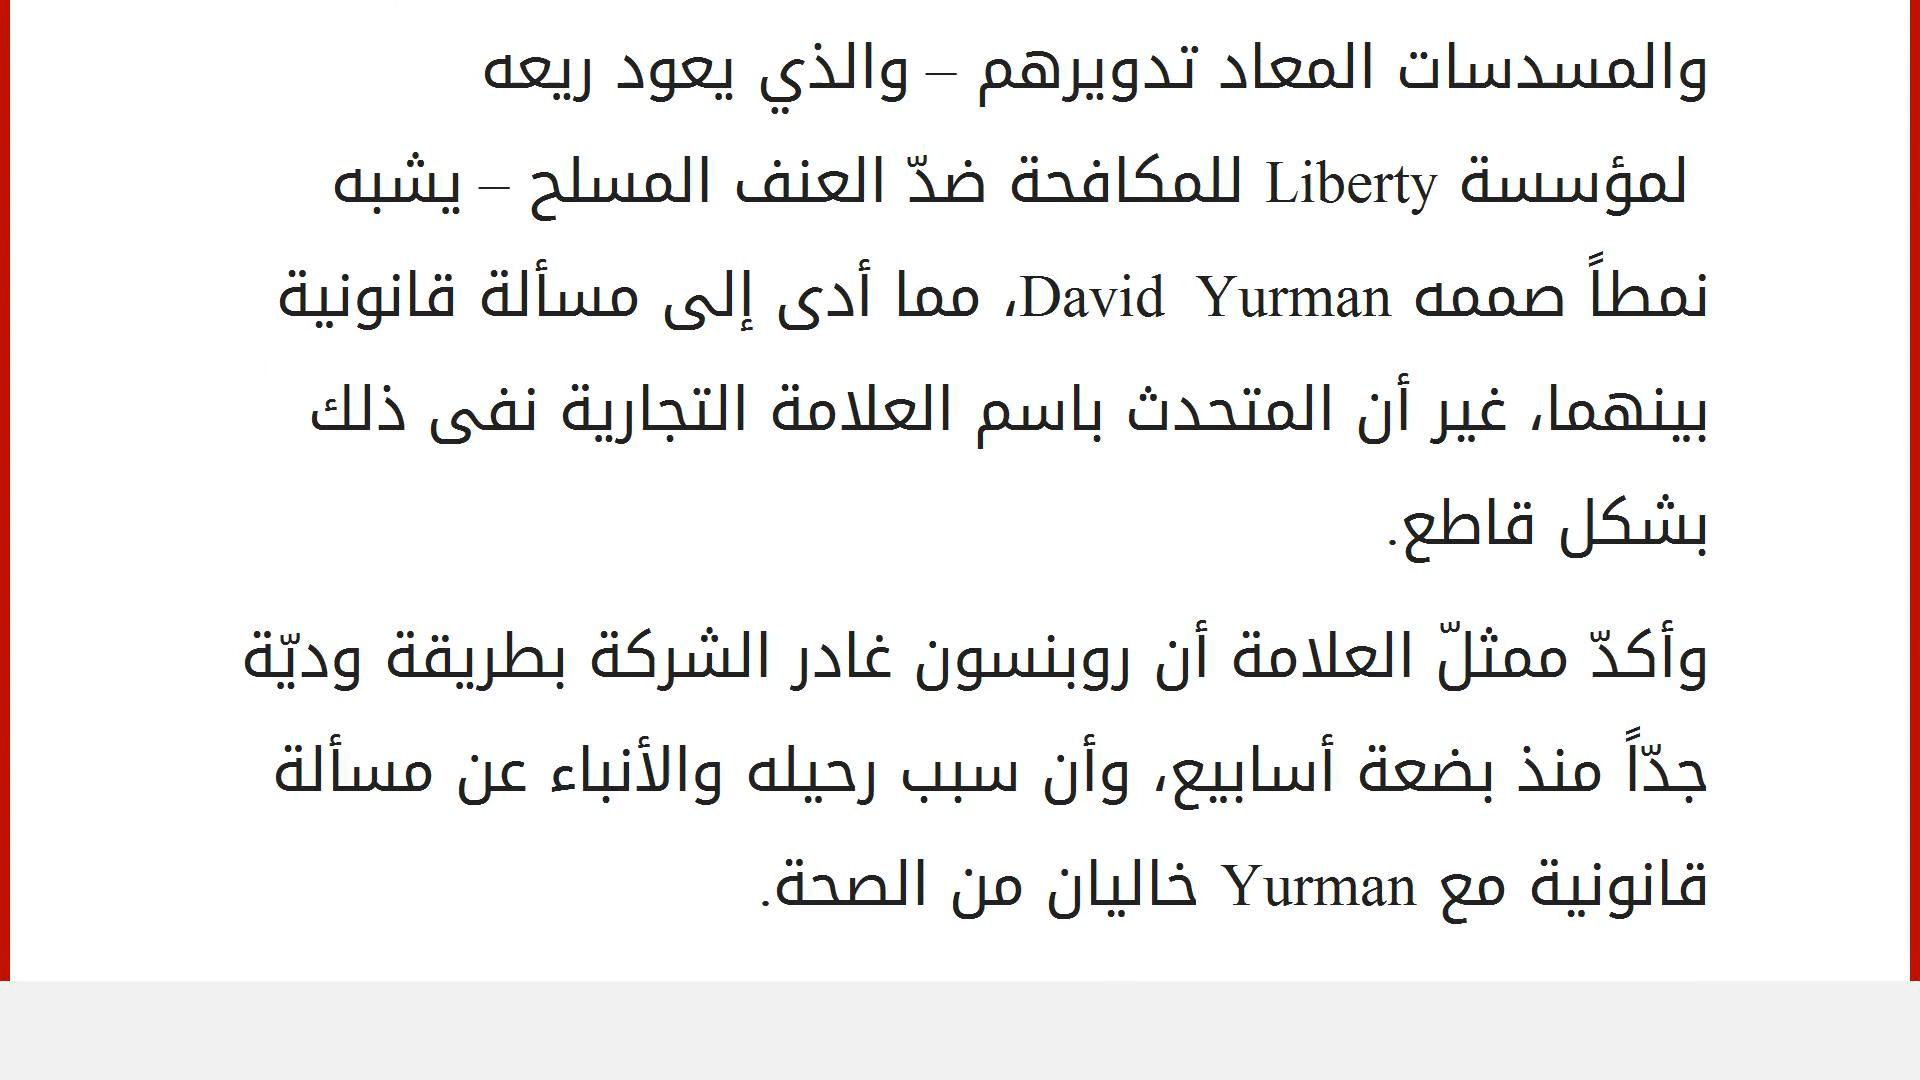 والمسدسات المعاد تدويرهم – والذي يعود ريعه
لمؤسسة Liberty للمكافحة ضدّ العنف المسلح – يشبه
نمطاً صممه David Yurman، مما أدى إلى مسألة قانونية
بينهما، غير أن المتحدث باسم العلامة التجارية نفى ذلك
بشكل قاطع.
وأكدّ ممثلّ العلامة أن روبنسون غادر الشركة بطريقة وديّة
جدّاً منذ بضعة أسابيع، وأن سبب رحيله والأنباء عن مسألة
قانونية مع Yurman خاليان من الصحة.